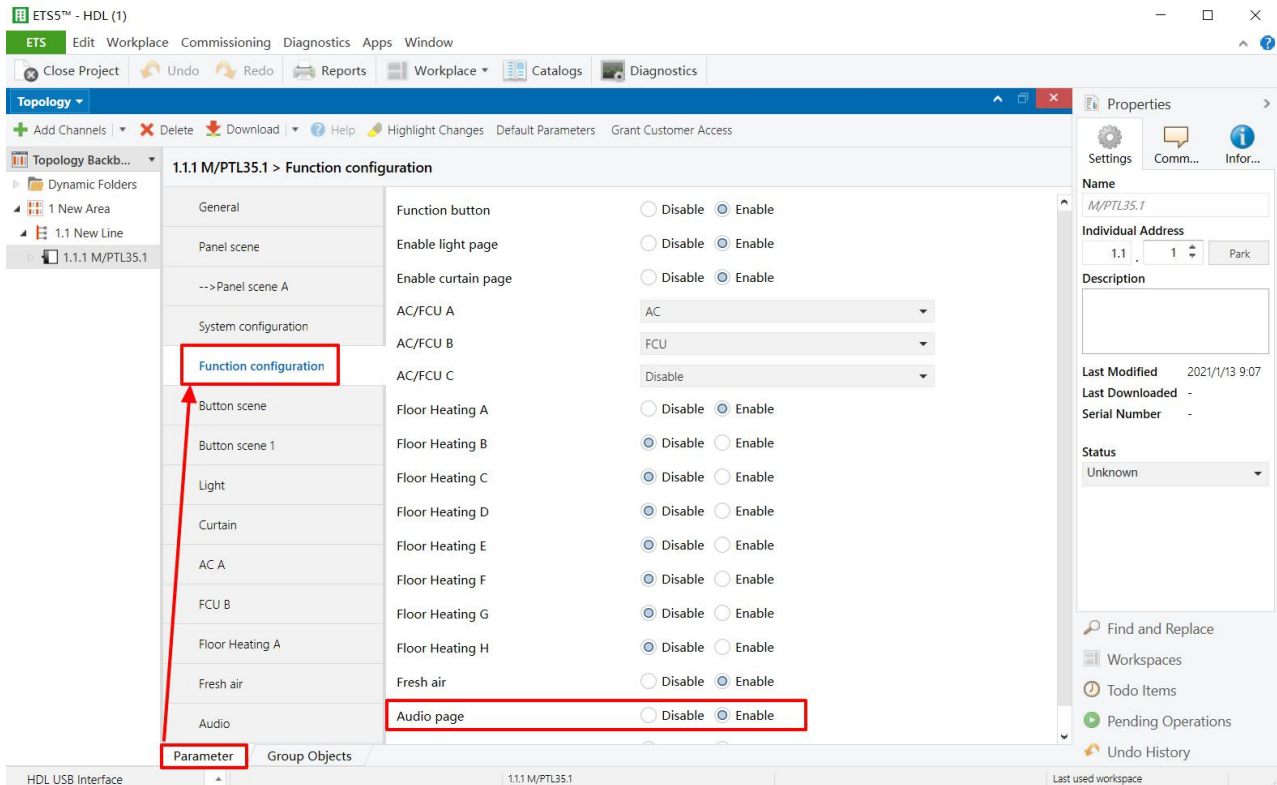 ETS5™ - HDL (1)
ETS Edit Workplace Commissioning Diagnostics Apps Window
Close Project Undo Redo Reports Workplace Catalogs Diagnostics
Topology
Add Channels Delete Download Help Highlight Changes Default Parameters Grant Customer Access
Topology Backb...
Dynamic Folders
1 New Area
1.1 New Line
1.1.1 M/PTL35.1
1.1.1 M/PTL35.1 > Function configuration
General
Panel scene
-->Panel scene A
System configuration
Function configuration
Button scene
Button scene 1
Light
Curtain
AC A
FCU B
Floor Heating A
Fresh air
Audio
Function button Disable Enable
Enable light page Disable Enable
Enable curtain page Disable Enable
AC/FCU A AC
AC/FCU B FCU
AC/FCU C Disable
Floor Heating A Disable Enable
Floor Heating B Disable Enable
Floor Heating C Disable Enable
Floor Heating D Disable Enable
Floor Heating E Disable Enable
Floor Heating F Disable Enable
Floor Heating G Disable Enable
Floor Heating H Disable Enable
Fresh air Disable Enable
Audio page Disable Enable
Parameter Group Objects
Properties
Settings Comm... Infor...
Name
M/PTL35.1
Individual Address
1.1 . 1 Park
Description
Last Modified 2021/1/13 9:07
Last Downloaded -
Serial Number -
Status
Unknown
Find and Replace
Workspaces
Todo Items
Pending Operations
Undo History
HDL USB Interface 1.1.1 M/PTL35.1 Last used workspace